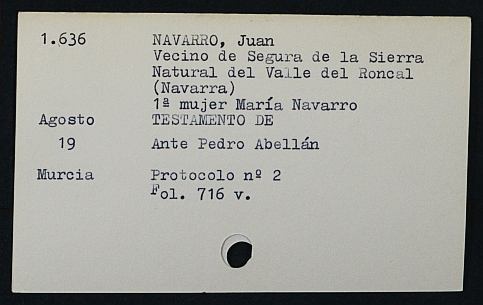 1.636 NAVARRO, Juan
Vecino de Segura de la Sierra
Natural del Valle del Roncal
(Navarra)
1ª mujer María Navarro
Agosto TESTAMENTO DE
19 Ante Pedro Abellán
Murcia Protocolo nº 2
Fol. 716 v.